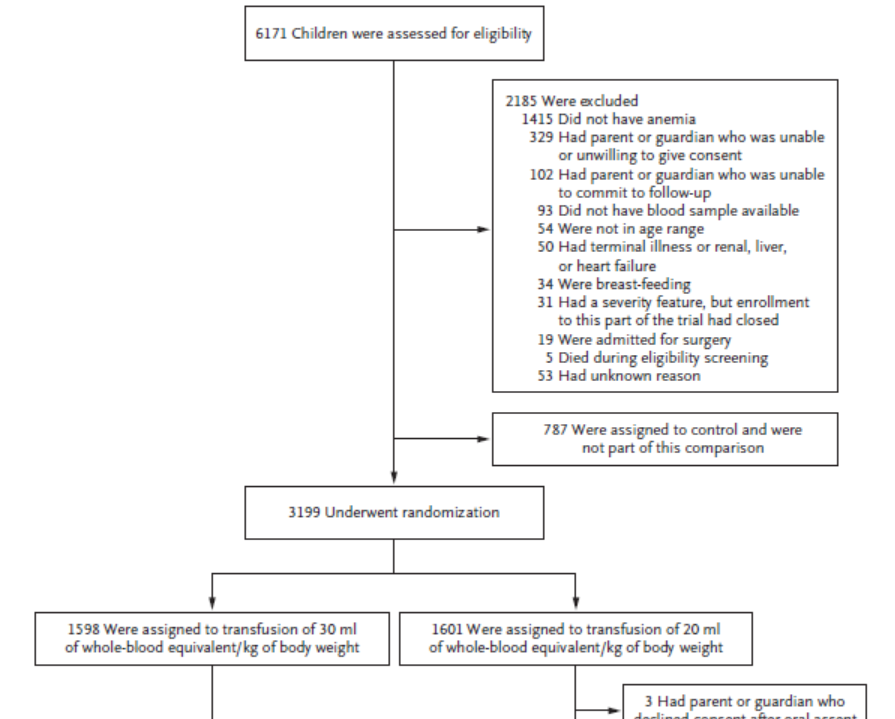 6171 Children were assessed for eligibility
2185 Were excluded
1415 Did not have anemia
329 Had parent or guardian who was unable
or unwilling to give consent
102 Had parent or guardian who was unable
to commit to follow-up
93 Did not have blood sample available
54 Were not in age range
50 Had terminal illness or renal, liver,
or heart failure
34 Were breast-feeding
31 Had a severity feature, but enrollment
to this part of the trial had closed
19 Were admitted for surgery
5 Died during eligibility screening
53 Had unknown reason
787 Were assigned to control and were
not part of this comparison
3199 Underwent randomization
1598 Were assigned to transfusion of 30 ml
of whole-blood equivalent/kg of body weight
1601 Were assigned to transfusion of 20 ml
of whole-blood equivalent/kg of body weight
3 Had parent or guardian who
declined consent after oral assent